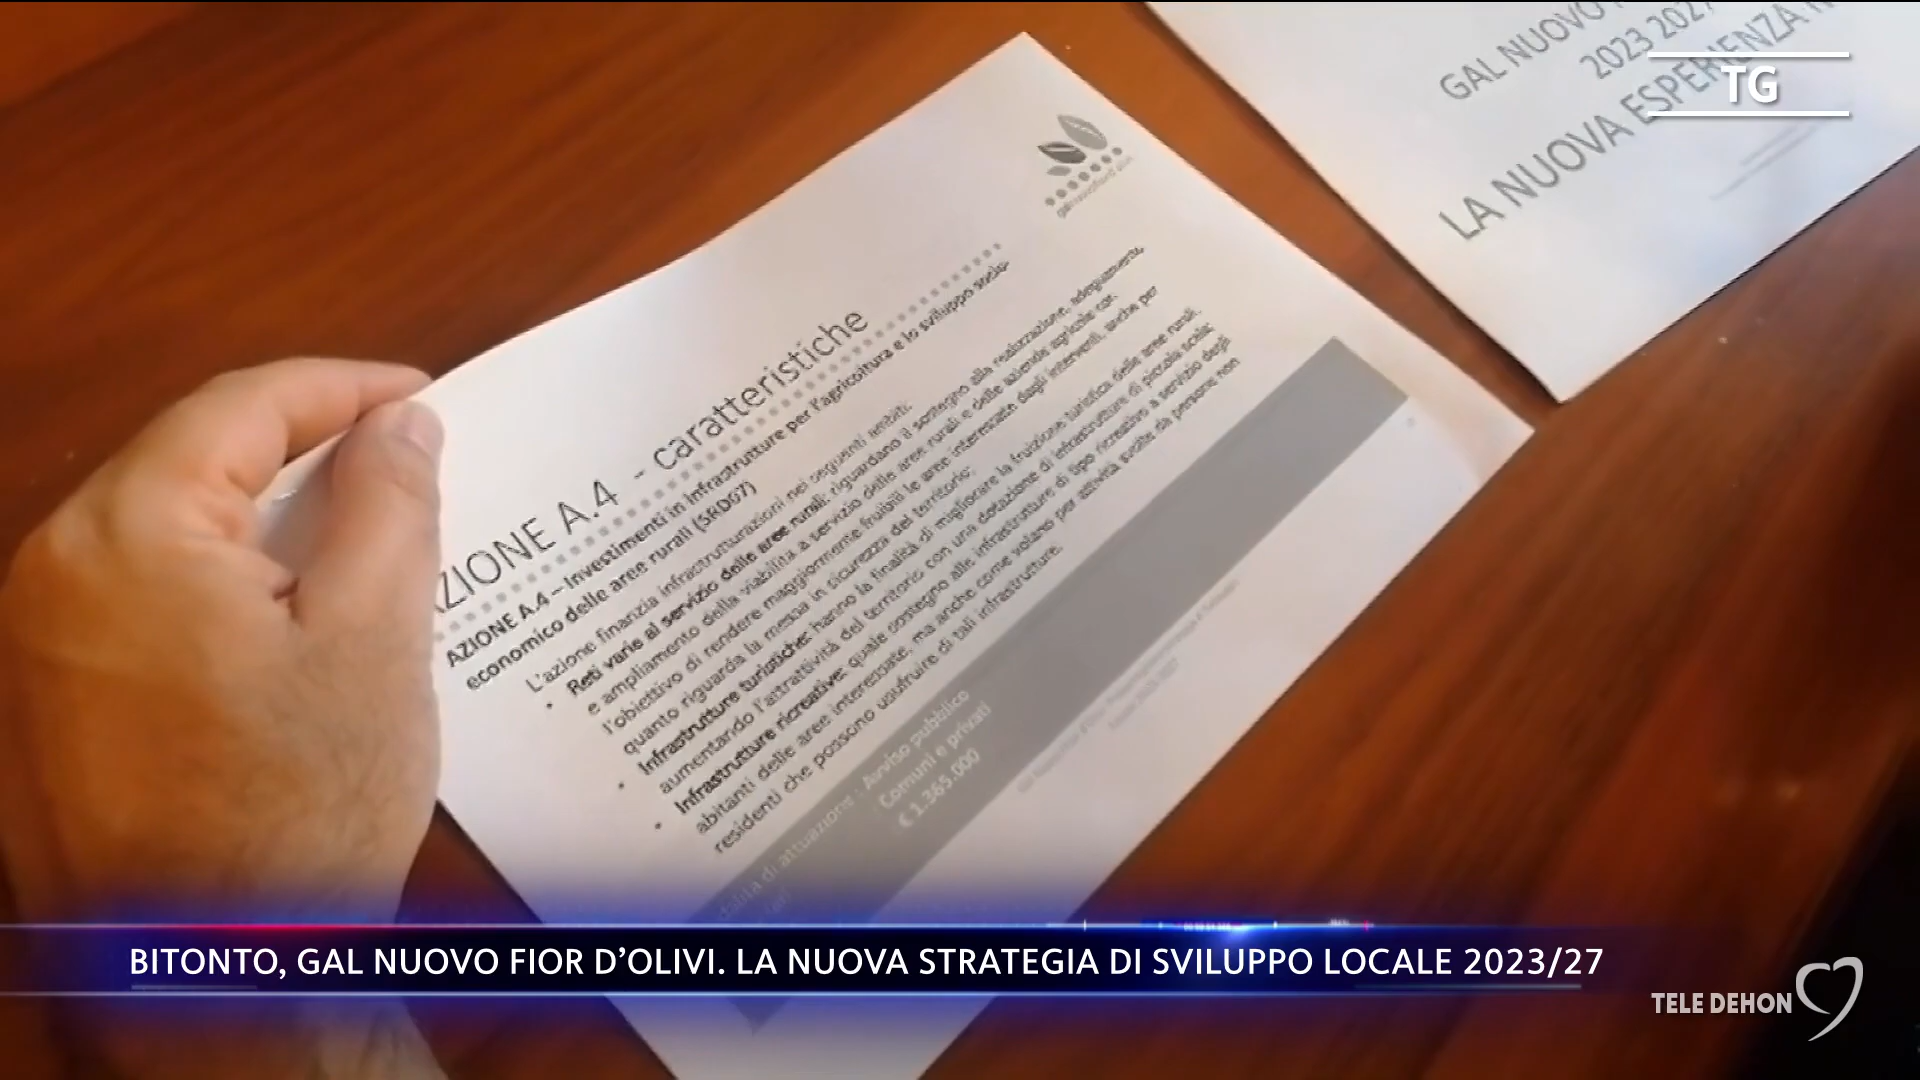 GAL NUOVO
2023 2027
LA NUOVA ESPERIENZA
TG
AZIONE A.4 - caratteristiche
AZIONE A.4 – Investimenti in infrastrutture per l'agricoltura e lo sviluppo socio-
economico delle aree rurali (SRD07)
L'azione finanzia infrastrutturazioni nei seguenti ambiti:
• Reti viarie al servizio delle aree rurali: riguardano il sostegno alla realizzazione, adeguamento
e ampliamento della viabilità a servizio delle aree rurali e delle aziende agricole con
l'obiettivo di rendere maggiormente fruibili le aree interessate dagli interventi, anche per
quanto riguarda la messa in sicurezza del territorio;
• Infrastrutture turistiche: hanno la finalità di migliorare la fruizione turistica delle aree rurali,
aumentando l'attrattività del territorio con una dotazione di infrastrutture di piccola scala;
• Infrastrutture ricreative: quale sostegno alle infrastrutture di tipo ricreativo a servizio degli
abitanti delle aree interessate, ma anche come volano per attività svolte da persone non
residenti che possono usufruire di tali infrastrutture.
di attuazione: Avviso pubblico
Comuni e privati
€ 1.365.000
BITONTO, GAL NUOVO FIOR D'OLIVI. LA NUOVA STRATEGIA DI SVILUPPO LOCALE 2023/27
TELE DEHON